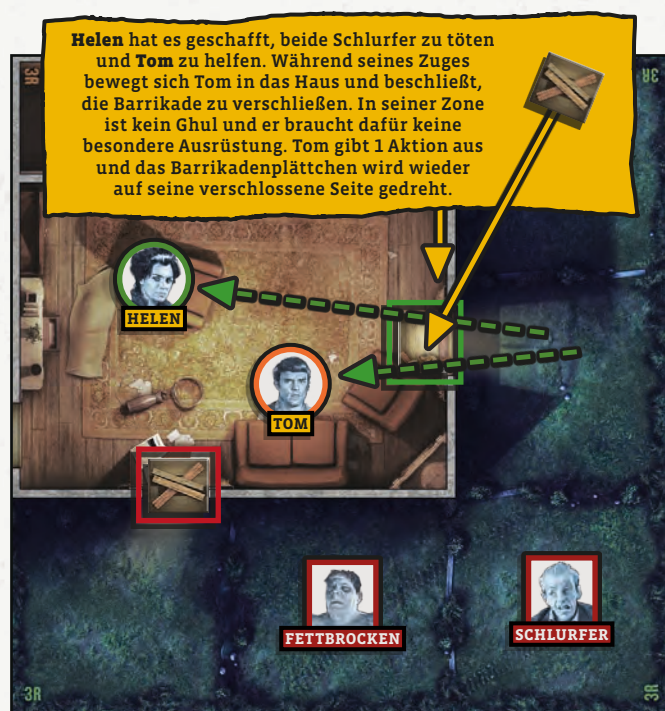 Helen hat es geschafft, beide Schlurfer zu töten
und Tom zu helfen. Während seines Zuges
bewegt sich Tom in das Haus und beschließt,
die Barrikade zu verschließen. In seiner Zone
ist kein Ghul und er braucht dafür keine
besondere Ausrüstung. Tom gibt 1 Aktion aus
und das Barrikadenplättchen wird wieder
auf seine verschlossene Seite gedreht.
3R
3R
HELEN
TOM
FETTBROCKEN
SCHLURFER
3R
3R